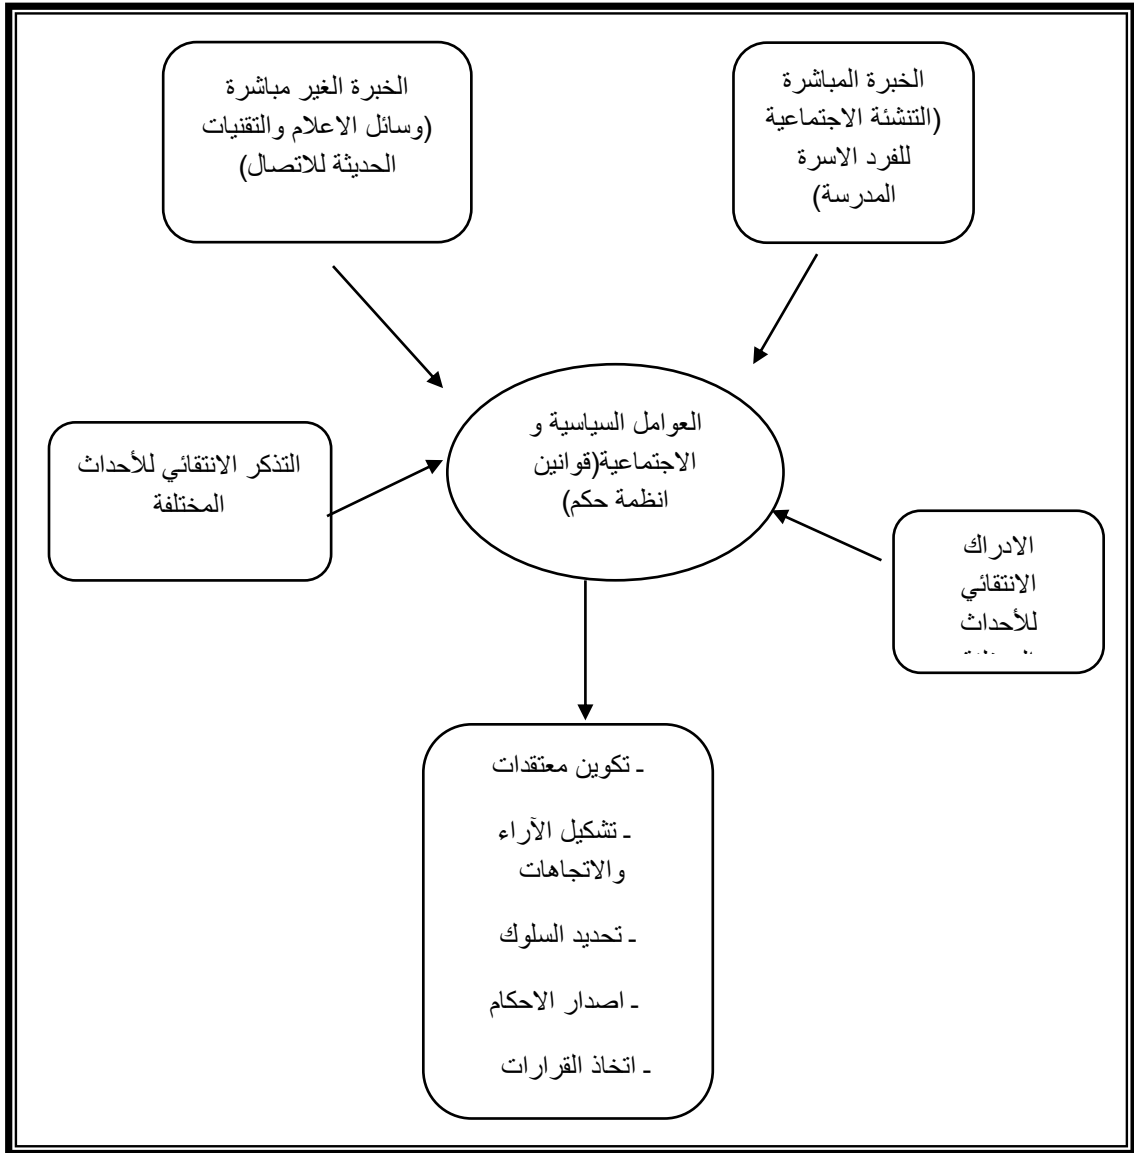 الخبرة المباشرة
(التنشئة الاجتماعية
للفرد الاسرة
المدرسة)
الخبرة الغير مباشرة
(وسائل الاعلام والتقنيات
الحديثة للاتصال)
العوامل السياسية و
الاجتماعية(قوانين
انظمة حكم)
التذكر الانتقائي للأحداث
المختلفة
الادراك
الانتقائي
للأحداث
ـ تكوين معتقدات
ـ تشكيل الآراء
والاتجاهات
ـ تحديد السلوك
ـ اصدار الاحكام
ـ اتخاذ القرارات